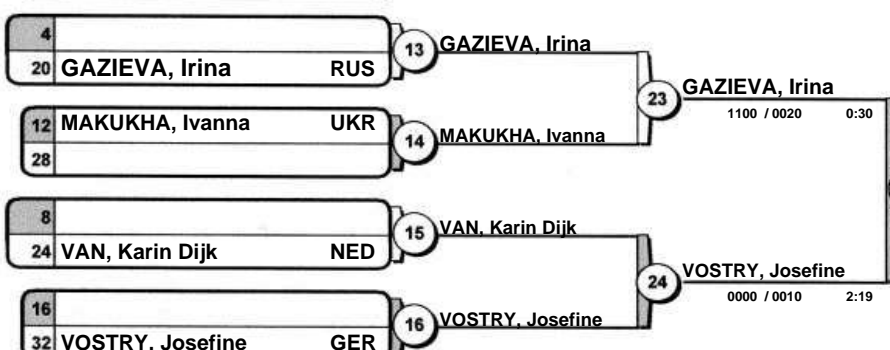 4
20 GAZIEVA, Irina RUS
13
GAZIEVA, Irina
12 MAKUKHA, Ivanna UKR
28
14
MAKUKHA, Ivanna
23
GAZIEVA, Irina
1100 / 0020 0:30
8
24 VAN, Karin Dijk NED
15
VAN, Karin Dijk
16
32 VOSTRY, Josefine GER
16
VOSTRY, Josefine
24
VOSTRY, Josefine
0000 / 0010 2:19